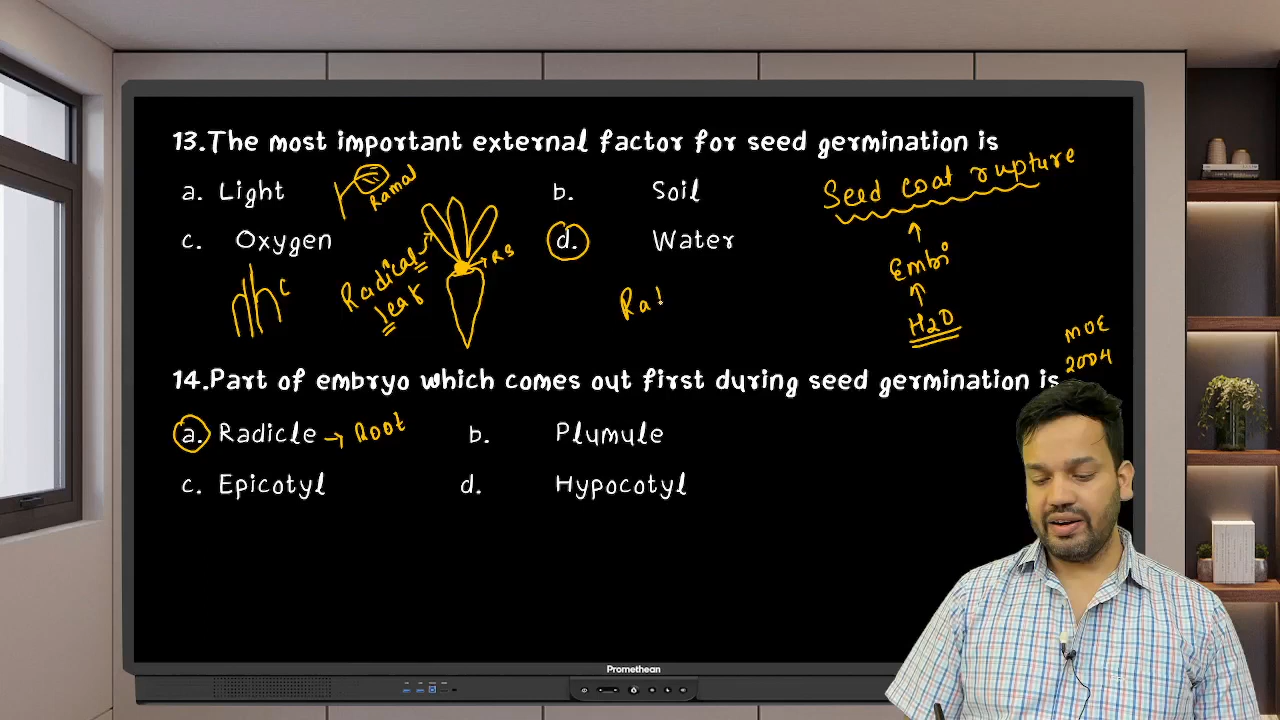 13.The most important external factor for seed germination is
a. Light
b. Soil
c. Oxygen
d. Water
Ramal
Radical
leaf
RS
c
Ra
Seed coat rupture
Embi
H2O
MOE
2004
14.Part of embryo which comes out first during seed germination is
a. Radicle → Root
b. Plumule
c. Epicotyl
d. Hypocotyl
Promethean